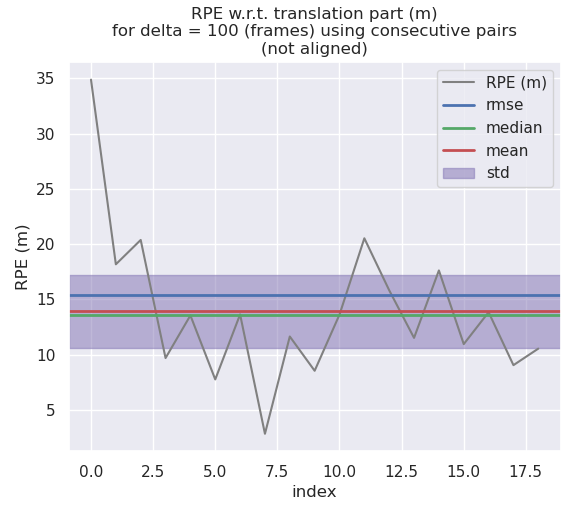 RPE w.r.t. translation part (m)
for delta = 100 (frames) using consecutive pairs
(not aligned)
RPE (m)
rmse
median
mean
std
RPE (m)
35
30
25
20
15
10
5
0.0 2.5 5.0 7.5 10.0 12.5 15.0 17.5
index